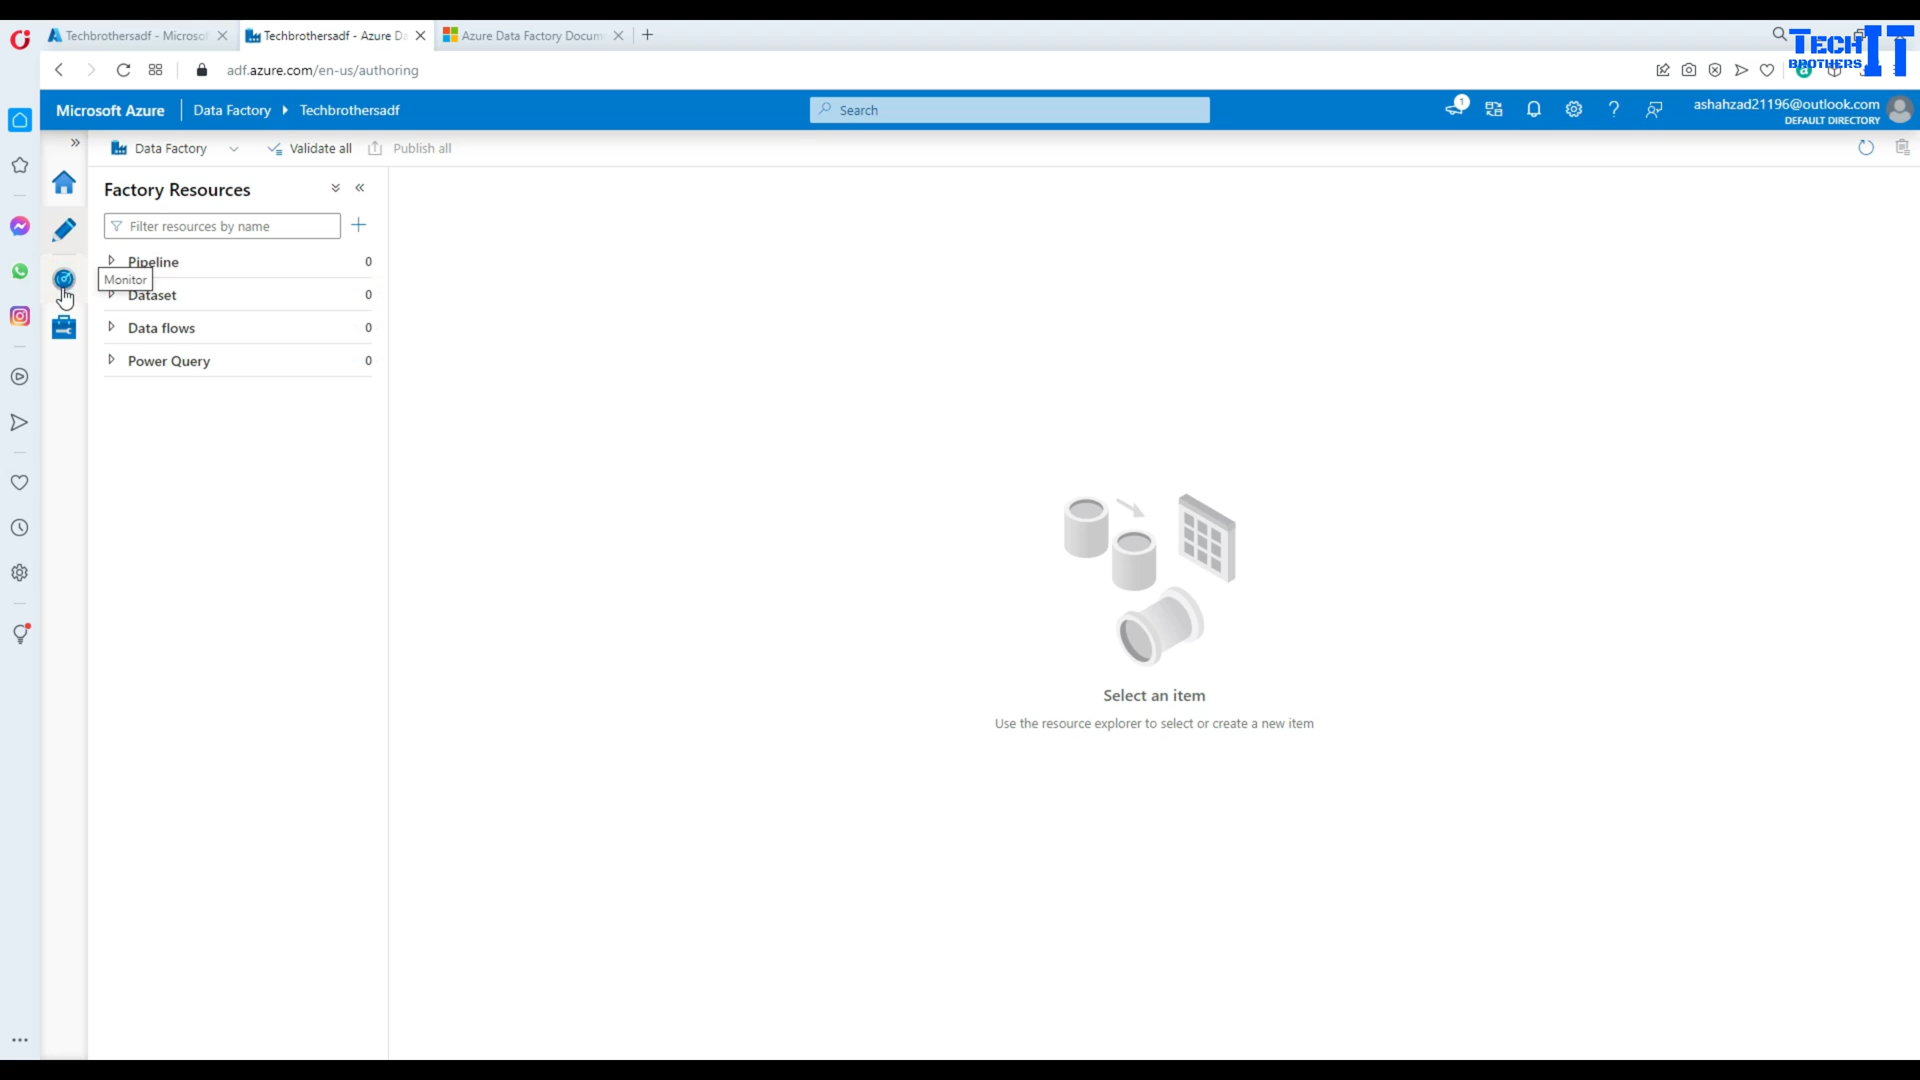 Techbrothersadf - Microsof
Techbrothersadf - Azure Da
Azure Data Factory Docum
TECH IT
BROTHERS
adf.azure.com/en-us/authoring
Microsoft Azure
Data Factory
Techbrothersadf
Search
1
ashahzad21196@outlook.com
DEFAULT DIRECTORY
Data Factory
Validate all
Publish all
Factory Resources
Filter resources by name
Pipeline 0
Monitor
Dataset 0
Data flows 0
Power Query 0
Select an item
Use the resource explorer to select or create a new item